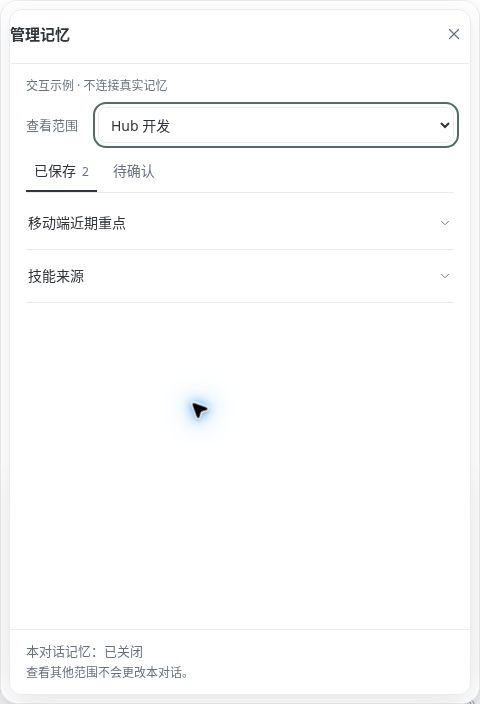 管理记忆
交互示例 · 不连接真实记忆
查看范围 Hub 开发
已保存 2 待确认
移动端近期重点
技能来源
本对话记忆：已关闭
查看其他范围不会更改本对话。